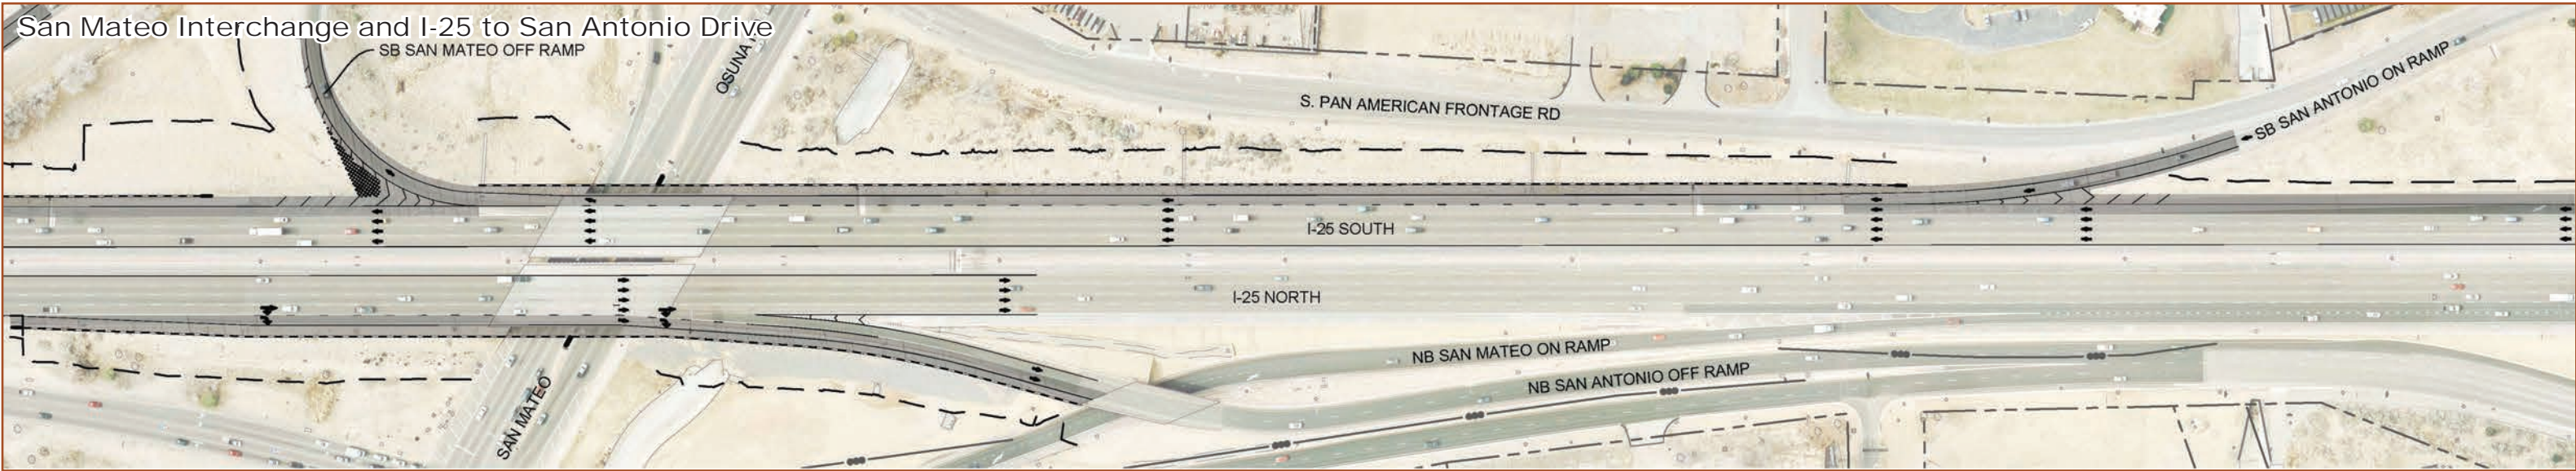 San Mateo Interchange and I-25 to San Antonio Drive
SB SAN MATEO OFF RAMP
OSUNA
S. PAN AMERICAN FRONTAGE RD
SB SAN ANTONIO ON RAMP
I-25 SOUTH
I-25 NORTH
NB SAN MATEO ON RAMP
NB SAN ANTONIO OFF RAMP
SAN MATEO